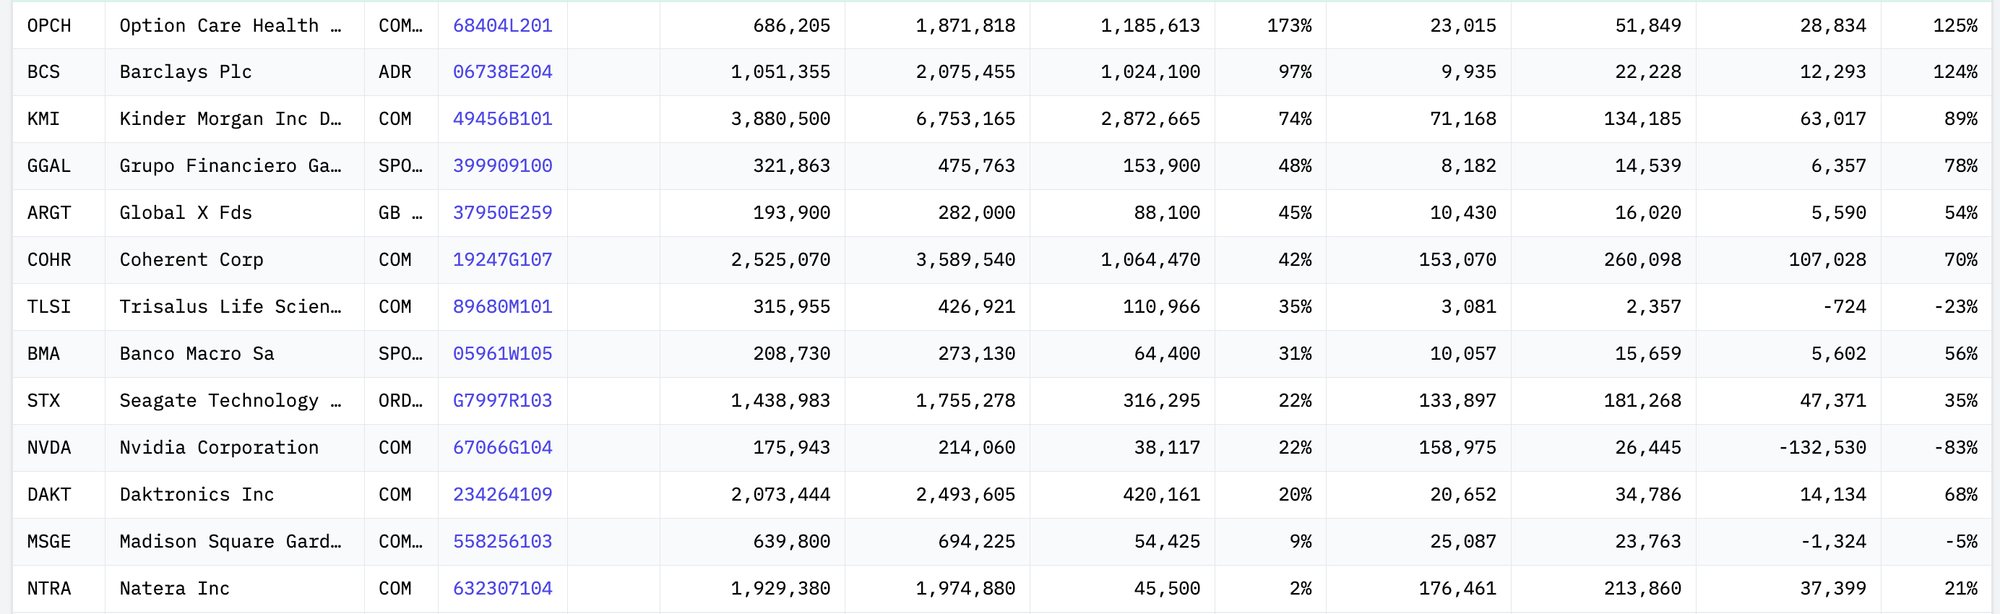 OPCH Option Care Health … COM… 68404L201 686,205 1,871,818 1,185,613 173% 23,015 51,849 28,834 125%
BCS Barclays Plc ADR 06738E204 1,051,355 2,075,455 1,024,100 97% 9,935 22,228 12,293 124%
KMI Kinder Morgan Inc D… COM 49456B101 3,880,500 6,753,165 2,872,665 74% 71,168 134,185 63,017 89%
GGAL Grupo Financiero Ga… SPO… 399909100 321,863 475,763 153,900 48% 8,182 14,539 6,357 78%
ARGT Global X Fds GB … 37950E259 193,900 282,000 88,100 45% 10,430 16,020 5,590 54%
COHR Coherent Corp COM 19247G107 2,525,070 3,589,540 1,064,470 42% 153,070 260,098 107,028 70%
TLSI Trisalus Life Scien… COM 89680M101 315,955 426,921 110,966 35% 3,081 2,357 -724 -23%
BMA Banco Macro Sa SPO… 05961W105 208,730 273,130 64,400 31% 10,057 15,659 5,602 56%
STX Seagate Technology … ORD… G7997R103 1,438,983 1,755,278 316,295 22% 133,897 181,268 47,371 35%
NVDA Nvidia Corporation COM 67066G104 175,943 214,060 38,117 22% 158,975 26,445 -132,530 -83%
DAKT Daktronics Inc COM 234264109 2,073,444 2,493,605 420,161 20% 20,652 34,786 14,134 68%
MSGE Madison Square Gard… COM… 558256103 639,800 694,225 54,425 9% 25,087 23,763 -1,324 -5%
NTRA Natera Inc COM 632307104 1,929,380 1,974,880 45,500 2% 176,461 213,860 37,399 21%